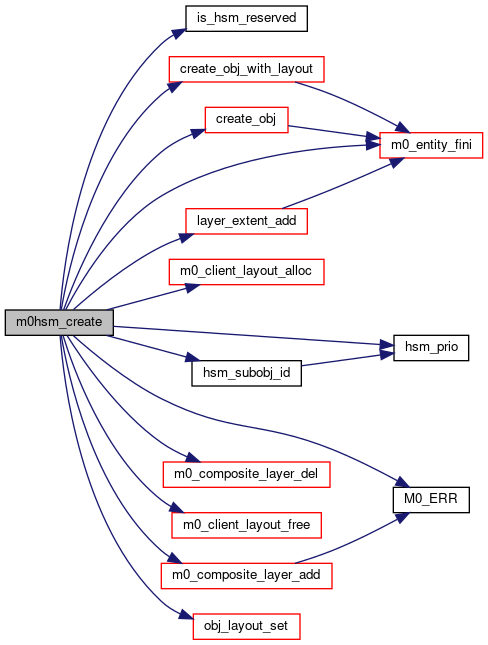 is_hsm_reserved
create_obj_with_layout
create_obj
m0_entity_fini
layer_extent_add
m0_client_layout_alloc
m0hsm_create
hsm_prio
hsm_subobj_id
m0_composite_layer_del
M0_ERR
m0_client_layout_free
m0_composite_layer_add
obj_layout_set